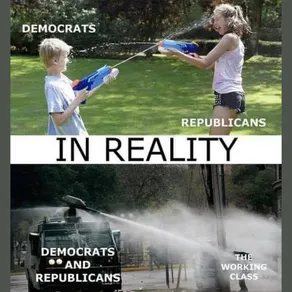 DEMOCRATS
REPUBLICANS
IN REALITY
DEMOCRATS
AND
REPUBLICANS
THE
WORKING
CLASS